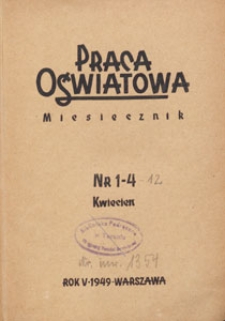 PRACA
OŚWIATOWA
Miesięcznik
NR 1-4-12
Kwiecień
ROK V·1949·WARSZAWA